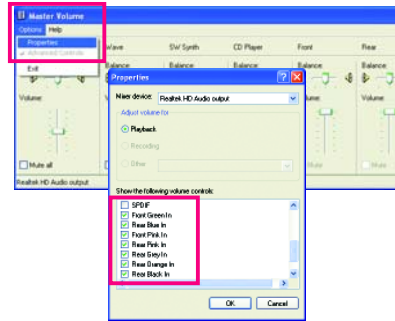 Master Volume
Options Help
Properties
Advanced Controls
Exit
Wave
SW Synth
CD Player
Front
Rear
Balance:
Balance:
Balance:
Balance:
Balance:
Volume:
Volume:
Mute all
Mute
Mute
Realtek HD Audio output
Properties
Mixer device: Realtek HD Audio output
Adjust volume for
Playback
Recording
Other
Show the following volume controls:
SPDIF
Front Green In
Rear Blue In
Front Pink In
Rear Pink In
Rear Grey In
Rear Orange In
Rear Black In
OK Cancel